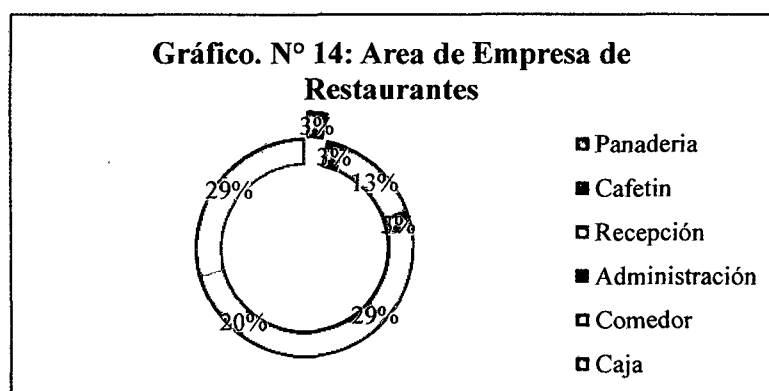 Gráfico. N° 14: Area de Empresa de
Restaurantes
3%
3%
13%
3%
29%
20%
29%
Panaderia
Cafetin
Recepción
Administración
Comedor
Caja